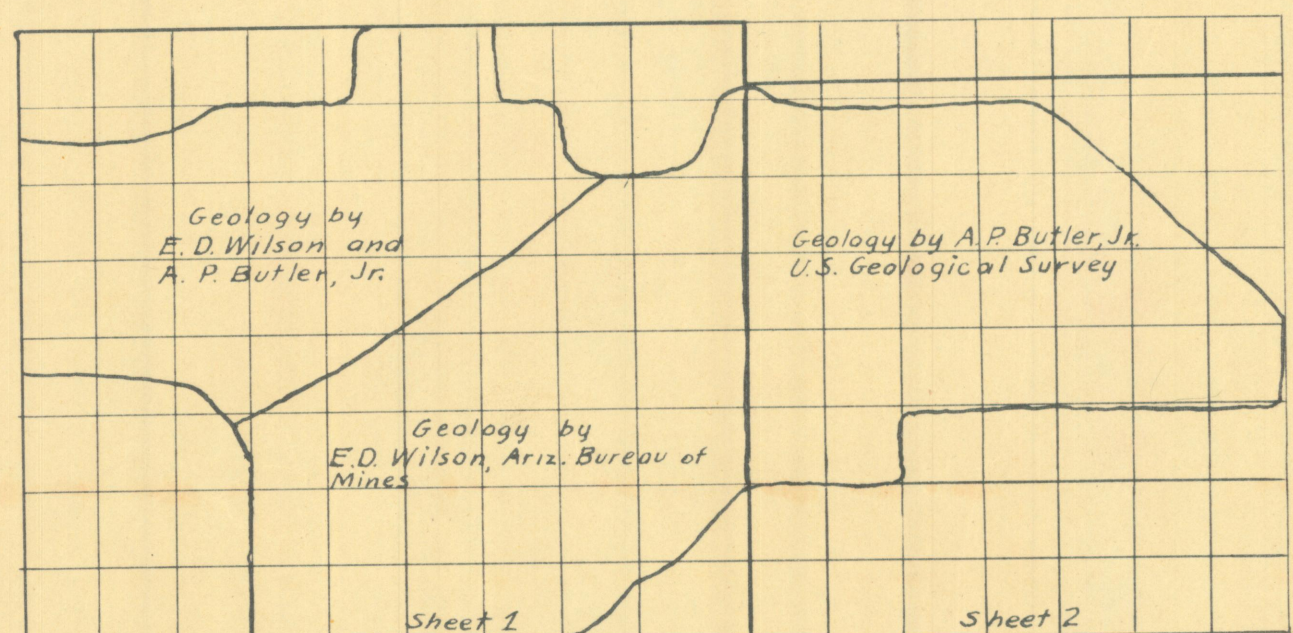 Geology by
E. D. Wilson and
A. P. Butler, Jr.
Geology by A. P. Butler, Jr.
U.S. Geological Survey
Geology by
E.D. Wilson, Ariz. Bureau of
Mines
Sheet 1
Sheet 2